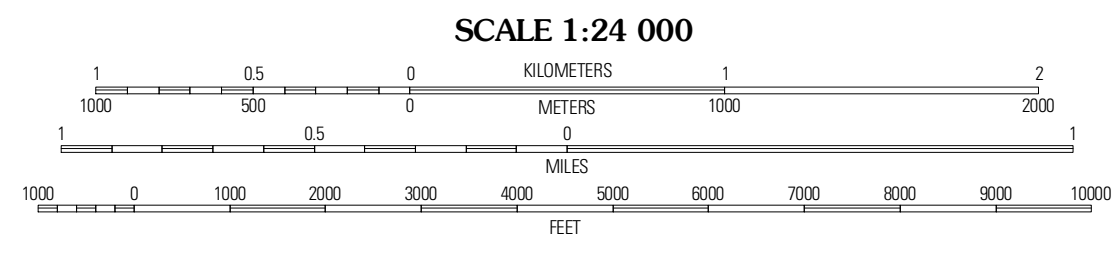 SCALE 1:24 000
1 0.5 0 KILOMETERS 1 2
1000 500 0 METERS 1000 2000
1 0.5 0 1
MILES
1000 0 1000 2000 3000 4000 5000 6000 7000 8000 9000 10000
FEET